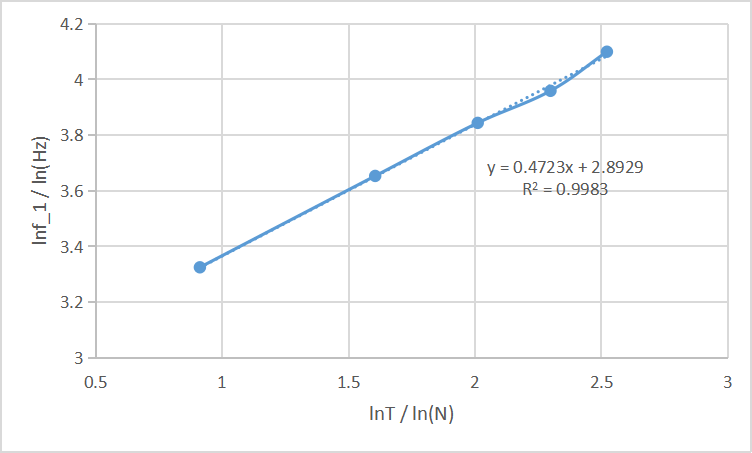 4.2
4
3.8
3.6
3.4
3.2
3
lnf_1 / ln(Hz)
y = 0.4723x + 2.8929
R² = 0.9983
0.5 1 1.5 2 2.5 3
lnT / ln(N)